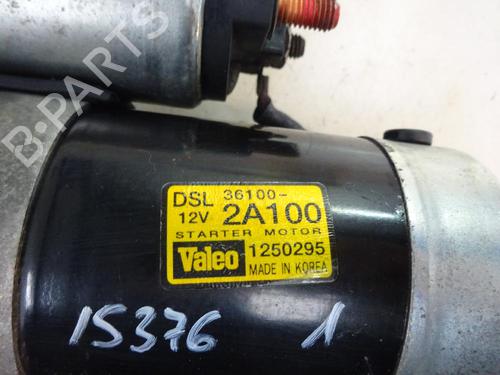 B-PARTS
DSL 36100-
12V 2A100
STARTER MOTOR
Valeo 1250295
MADE IN KOREA
15376 1